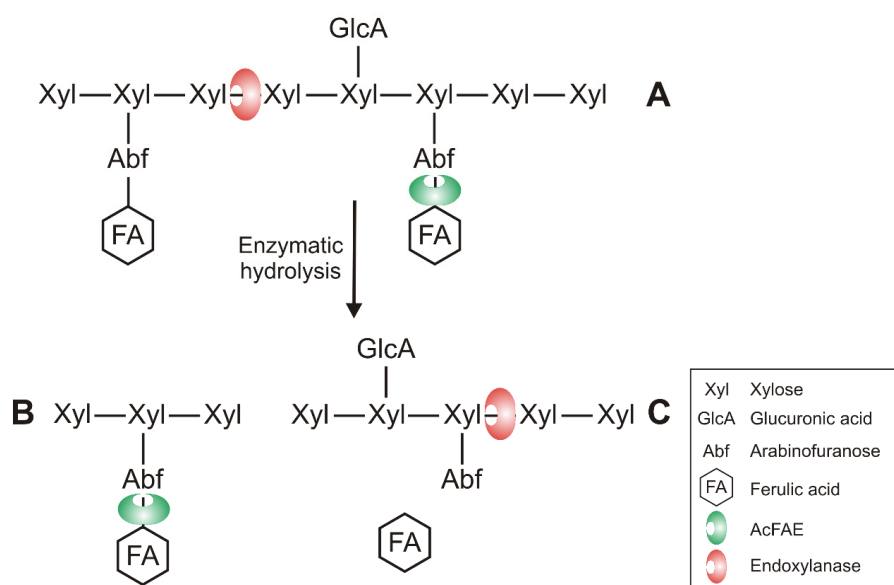 GlcA
Xyl Xyl Xyl Xyl Xyl Xyl Xyl Xyl A
Abf Abf
FA FA
Enzymatic
hydrolysis
GlcA
B Xyl Xyl Xyl Xyl Xyl Xyl Xyl Xyl C
Abf Abf
FA FA
Xyl Xylose
GlcA Glucuronic acid
Abf Arabinofuranose
FA Ferulic acid
AcFAE
Endoxylanase